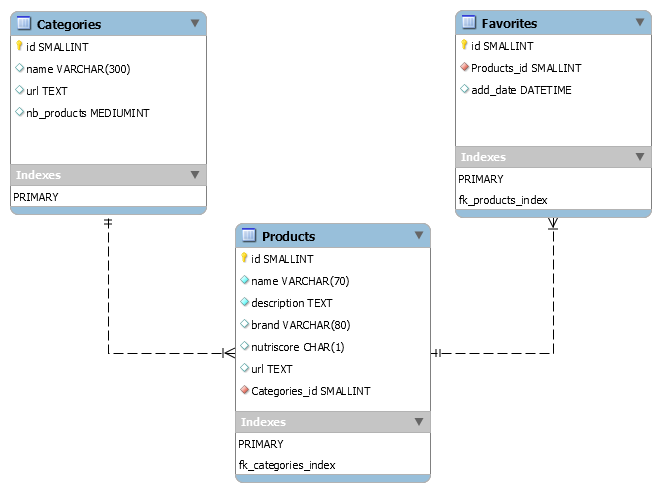 Categories
id SMALLINT
name VARCHAR(300)
url TEXT
nb_products MEDIUMINT
Indexes
PRIMARY
Favorites
id SMALLINT
Products_id SMALLINT
add_date DATETIME
Indexes
PRIMARY
fk_products_index
Products
id SMALLINT
name VARCHAR(70)
description TEXT
brand VARCHAR(80)
nutriscore CHAR(1)
url TEXT
Categories_id SMALLINT
Indexes
PRIMARY
fk_categories_index